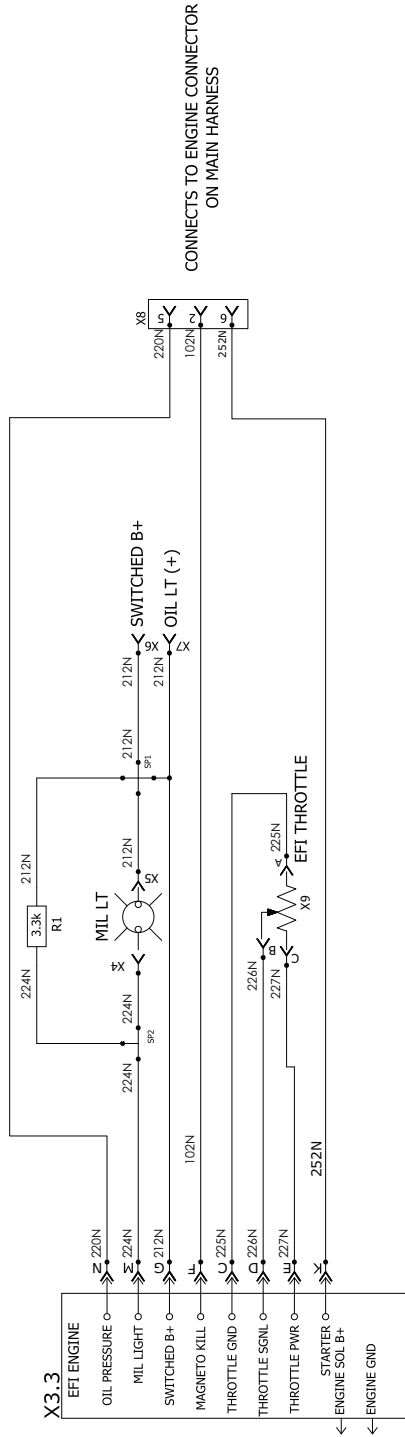 CONNECTS TO ENGINE CONNECTOR
ON MAIN HARNESS
X8
5
2
6
220N
102N
252N
SWITCHED B+
OIL LT (+)
X6
X7
212N
212N
212N
SP1
212N
212N
X5
MIL LT
X4
3.3k
R1
224N
224N
SP2
224N
EFI THROTTLE
225N
A
X9
B
C
226N
227N
102N
252N
220N
N
224N
M
212N
G
F
225N
C
226N
D
227N
E
K
X3.3
EFI ENGINE
OIL PRESSURE
MIL LIGHT
SWITCHED B+
MAGNETO KILL
THROTTLE GND
THROTTLE SGNL
THROTTLE PWR
STARTER
ENGINE SOL B+
ENGINE GND